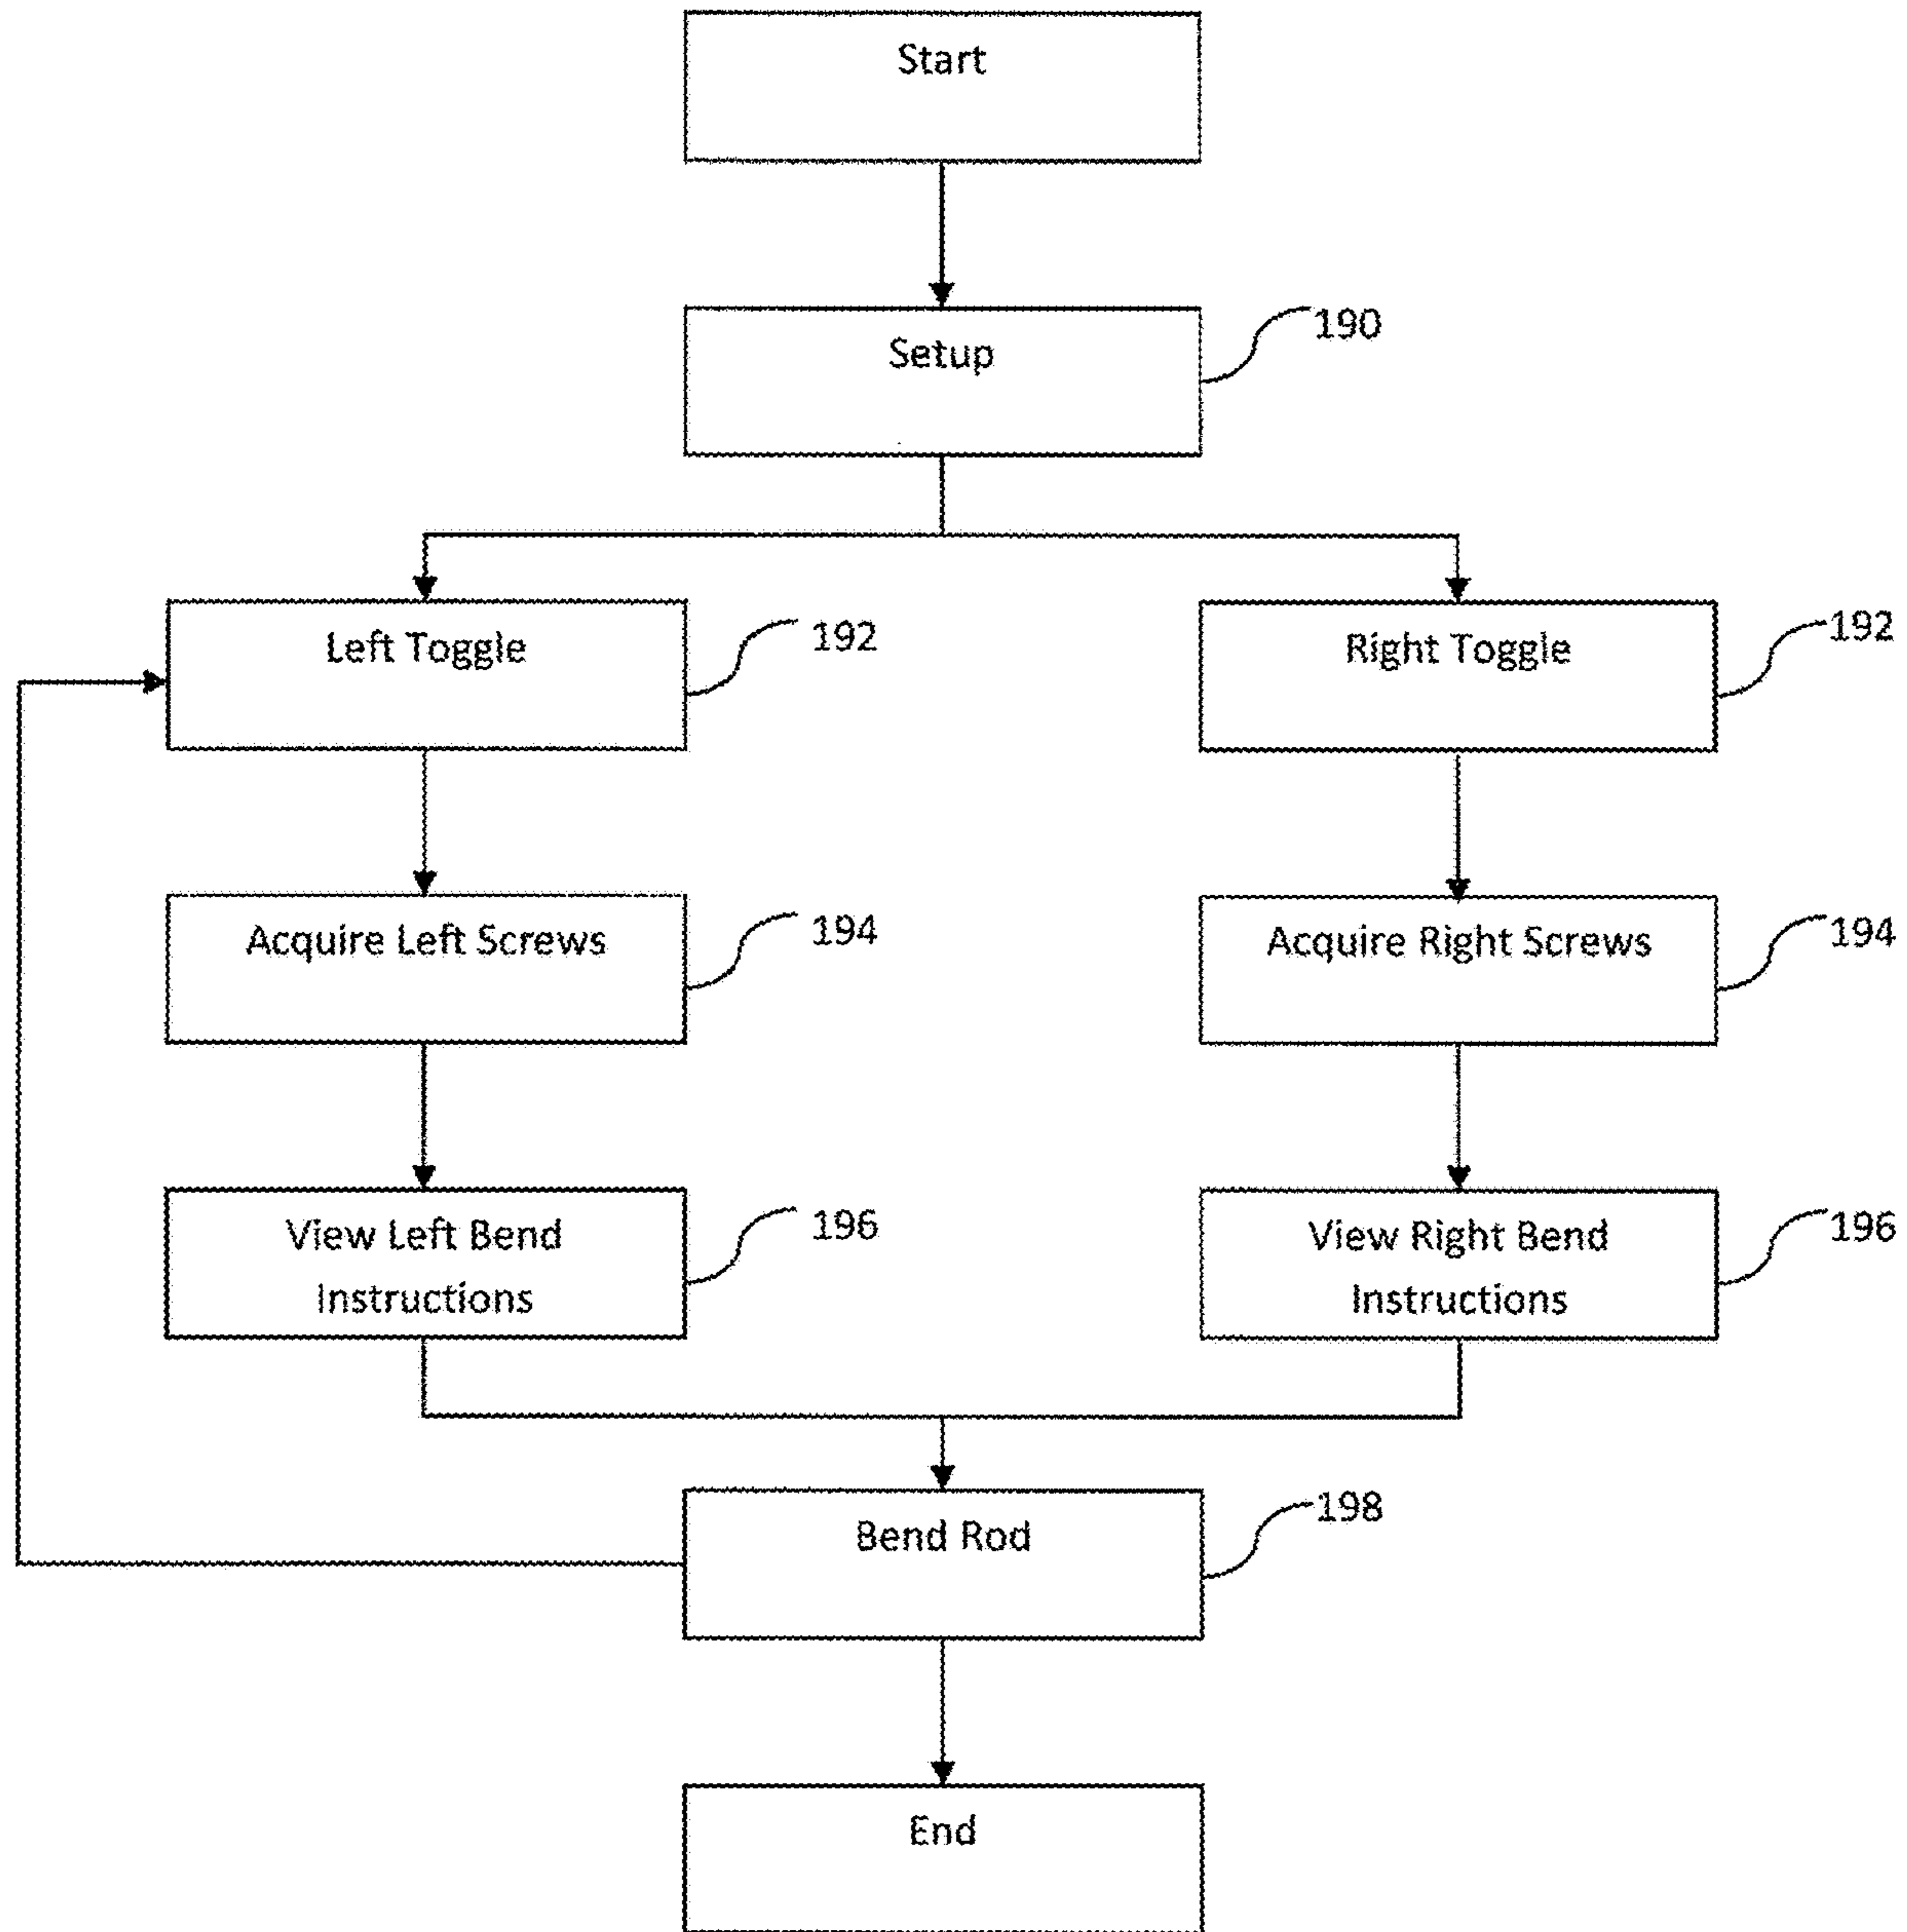 Start
Setup
190
Left Toggle
192
Right Toggle
192
Acquire Left Screws
194
Acquire Right Screws
194
View Left Bend
Instructions
196
View Right Bend
Instructions
196
Bend Rod
198
End